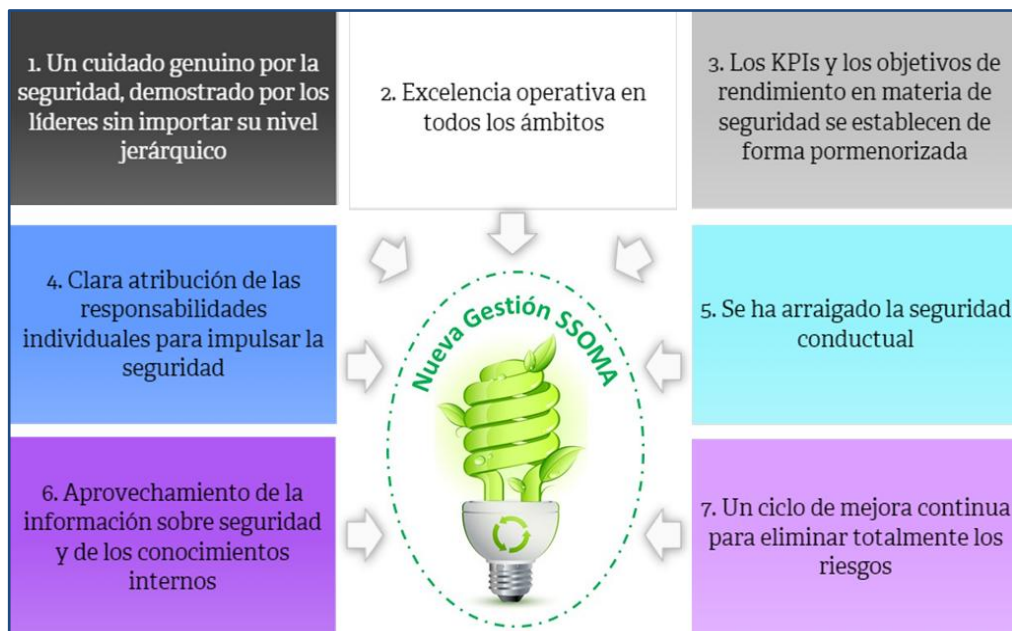 1. Un cuidado genuino por la
seguridad, demostrado por los
líderes sin importar su nivel
jerárquico
2. Excelencia operativa en
todos los ámbitos
3. Los KPIs y los objetivos de
rendimiento en materia de
seguridad se establecen de
forma pormenorizada
4. Clara atribución de las
responsabilidades
individuales para impulsar la
seguridad
Nueva Gestión SSOMA
5. Se ha arraigado la seguridad
conductual
6. Aprovechamiento de la
información sobre seguridad
y de los conocimientos
internos
7. Un ciclo de mejora continua
para eliminar totalmente los
riesgos